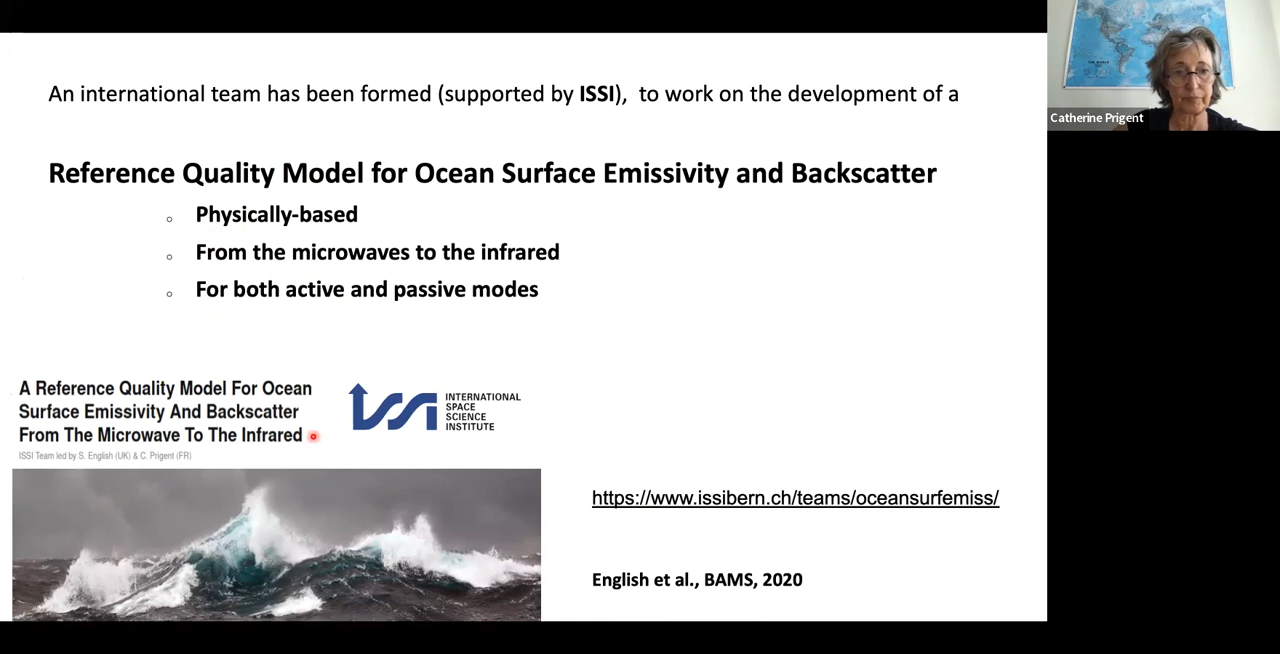 An international team has been formed (supported by ISSI),  to work on the development of a
Reference Quality Model for Ocean Surface Emissivity and Backscatter
Physically-based
From the microwaves to the infrared
For both active and passive modes
A Reference Quality Model For Ocean
Surface Emissivity And Backscatter
From The Microwave To The Infrared
ISSI Team led by S. English (UK) & C. Prigent (FR)
ISSI
INTERNATIONAL
SPACE
SCIENCE
INSTITUTE
https://www.issibern.ch/teams/oceansurfemiss/
English et al., BAMS, 2020
Catherine Prigent